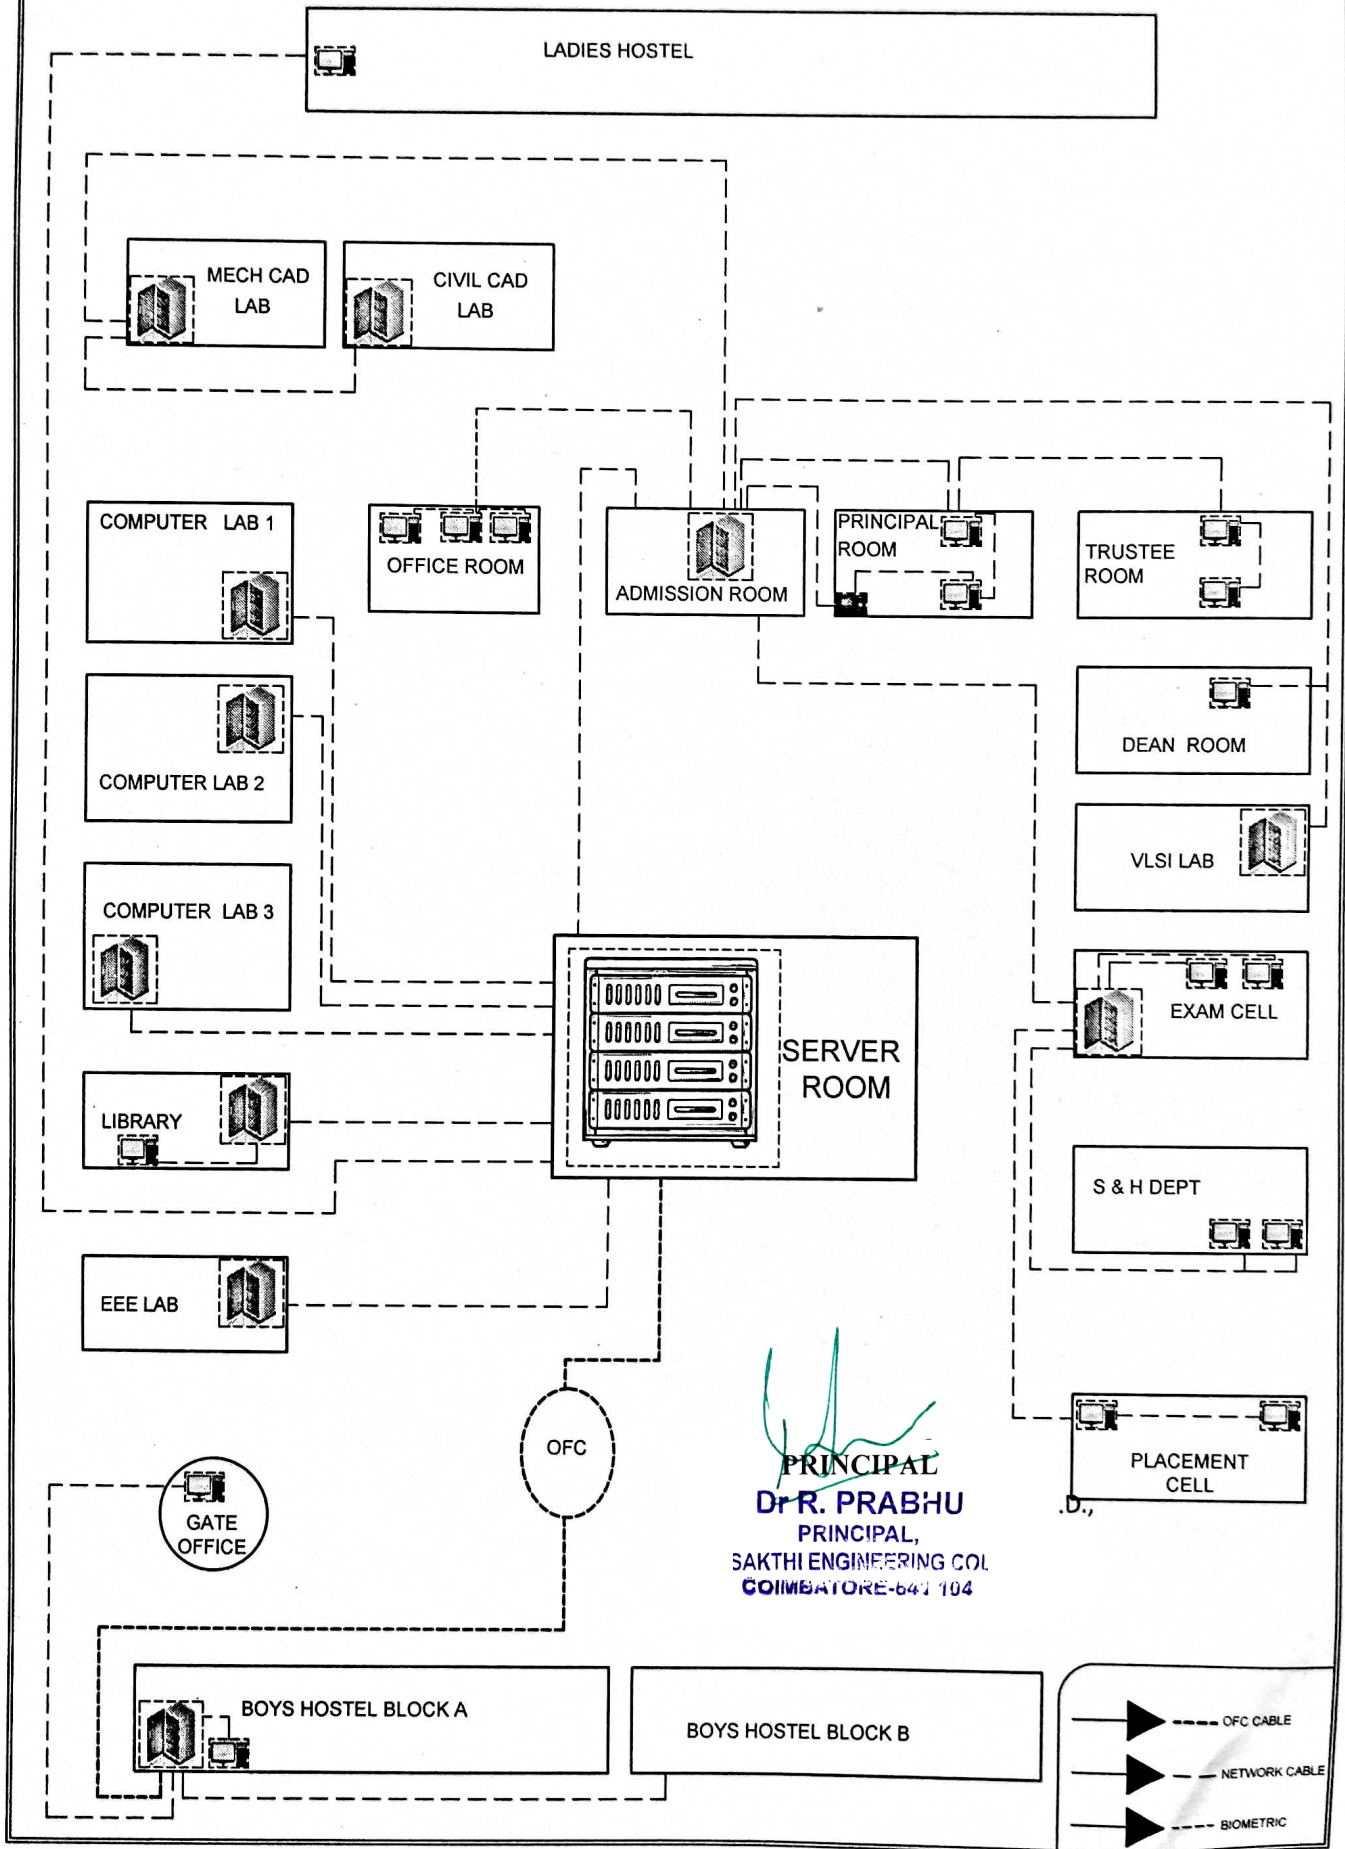 LADIES HOSTEL
MECH CAD
LAB
CIVIL CAD
LAB
COMPUTER LAB 1
OFFICE ROOM
ADMISSION ROOM
PRINCIPAL
ROOM
TRUSTEE
ROOM
COMPUTER LAB 2
DEAN ROOM
VLSI LAB
COMPUTER LAB 3
EXAM CELL
SERVER
ROOM
LIBRARY
S & H DEPT
EEE LAB
OFC
PRINCIPAL
Dr R. PRABHU
.D.,
PRINCIPAL,
SAKTHI ENGINEERING COL
COIMBATORE-641 104
PLACEMENT
CELL
GATE
OFFICE
BOYS HOSTEL BLOCK A
BOYS HOSTEL BLOCK B
OFC CABLE
NETWORK CABLE
BIOMETRIC